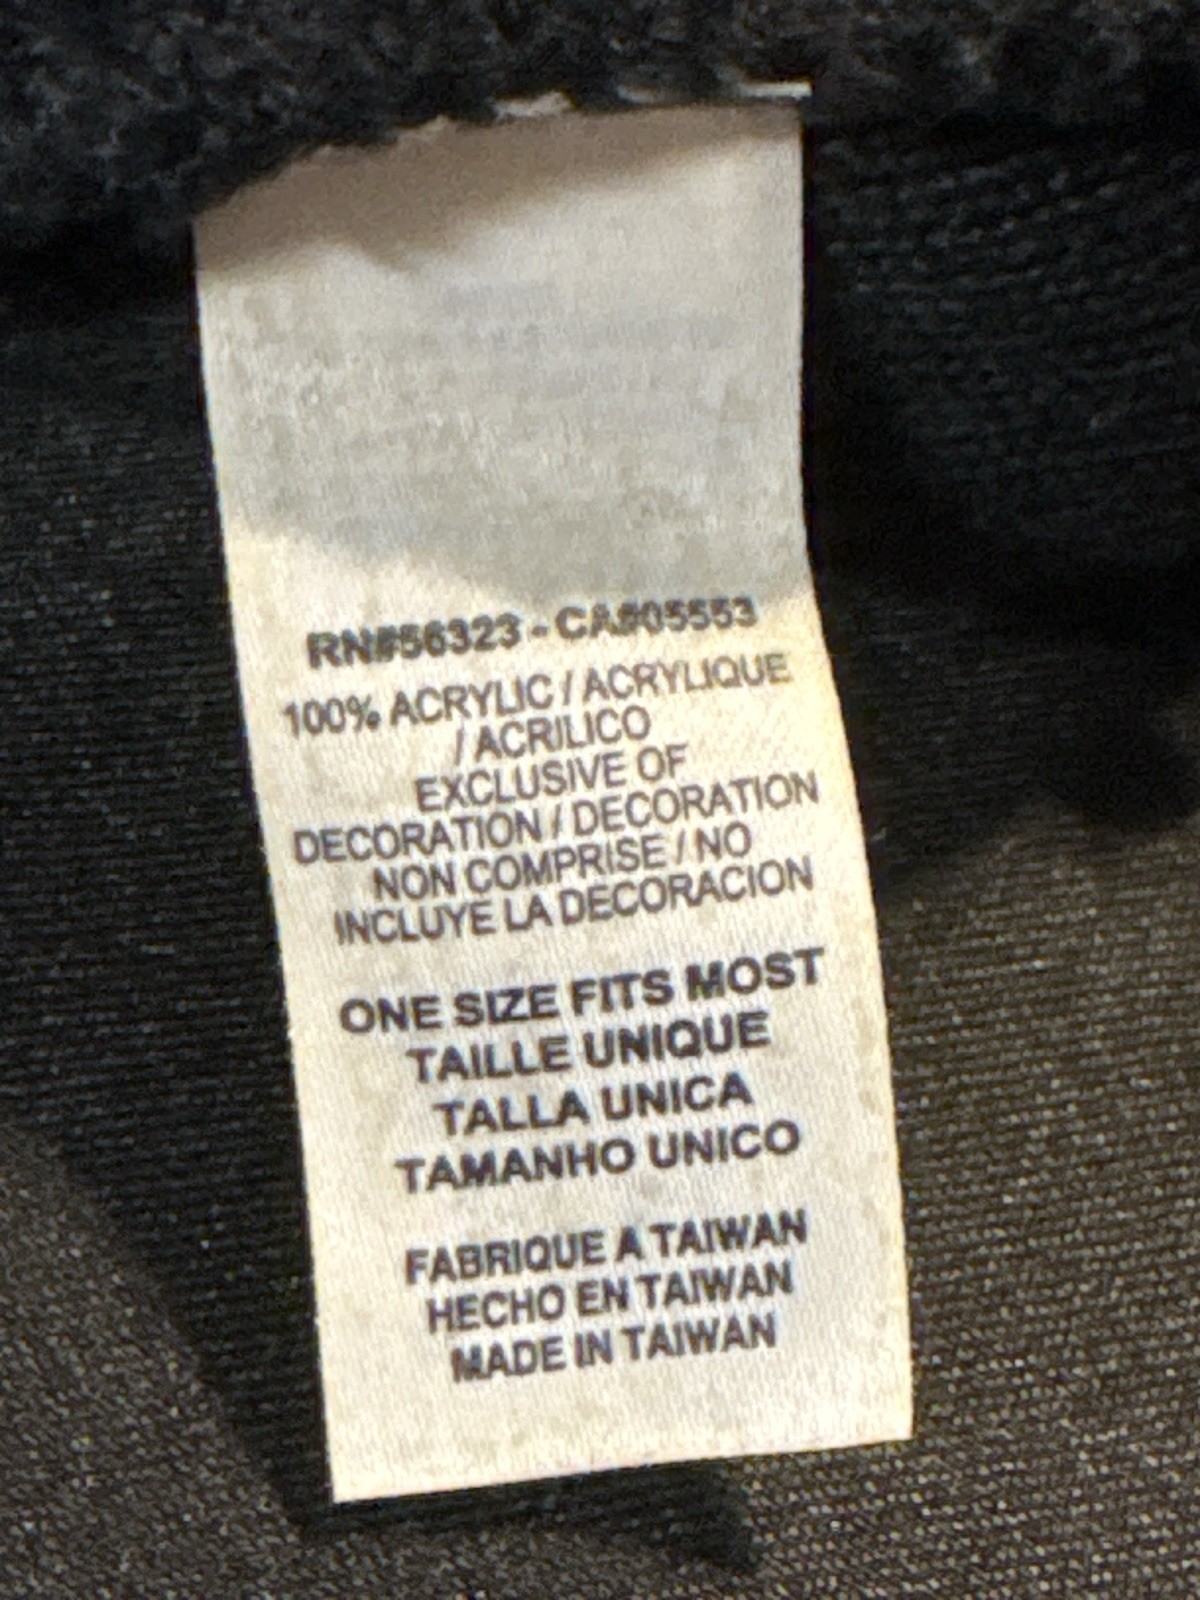 RN#56323 - CA#05553
100% ACRYLIC / ACRYLIQUE
/ ACRILICO
EXCLUSIVE OF
DECORATION / DECORATION
NON COMPRISE / NO
INCLUYE LA DECORACION
ONE SIZE FITS MOST
TAILLE UNIQUE
TALLA UNICA
TAMANHO UNICO
FABRIQUE A TAIWAN
HECHO EN TAIWAN
MADE IN TAIWAN